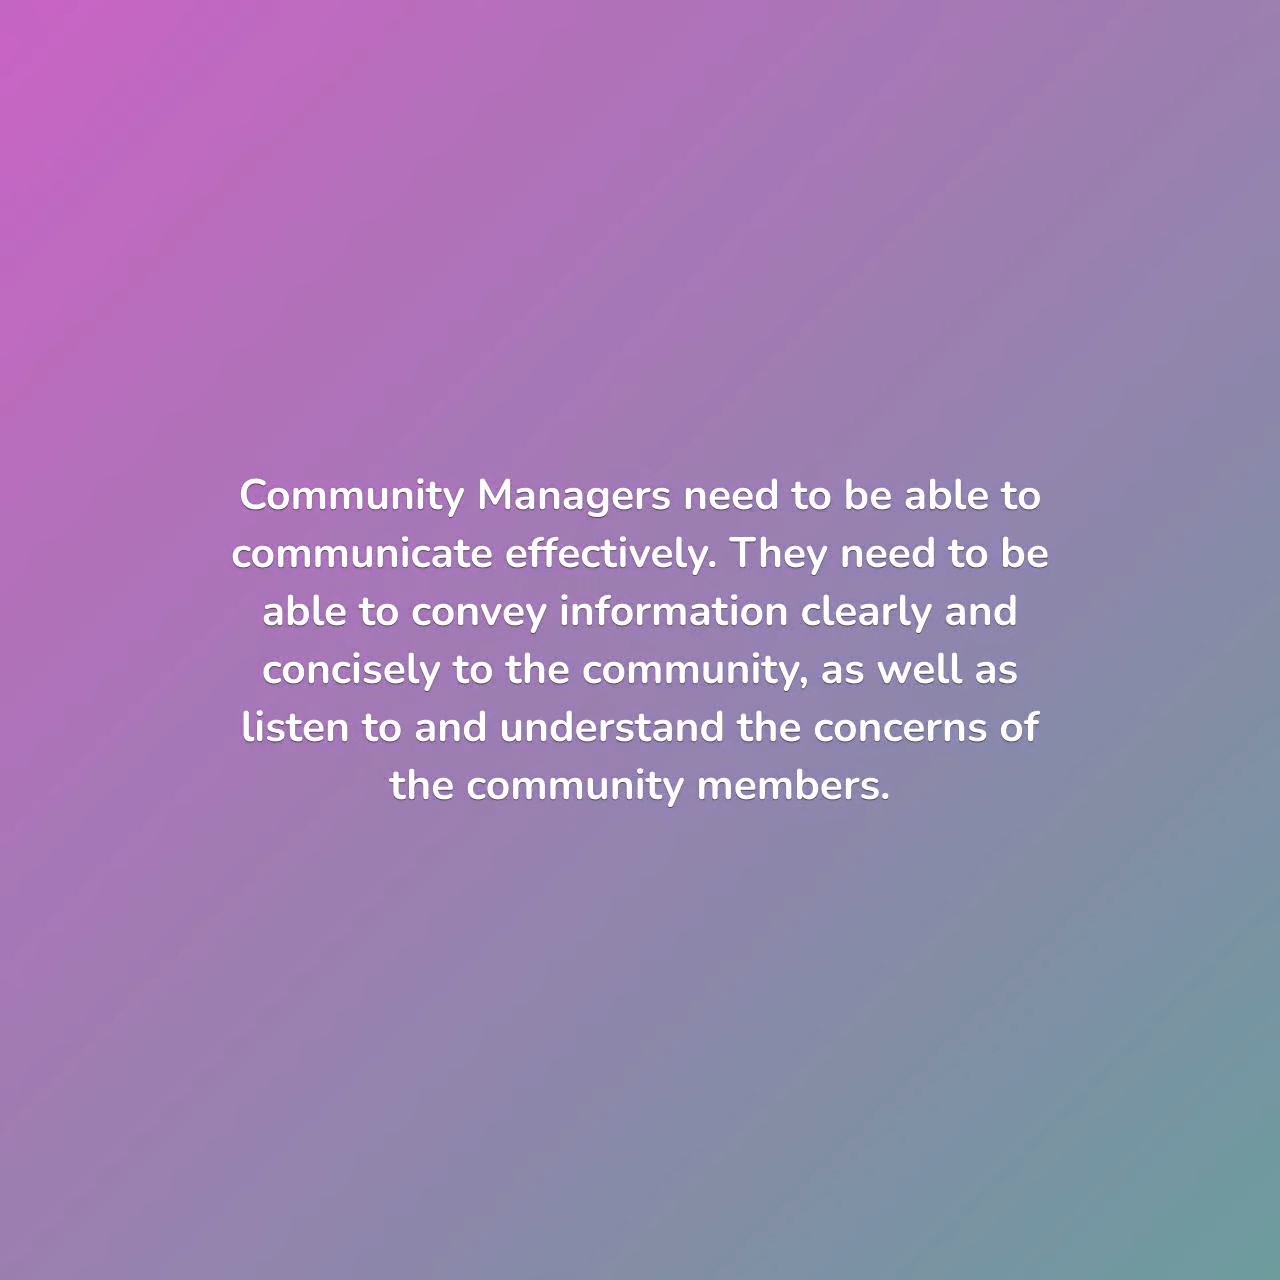 Community Managers need to be able to
communicate effectively. They need to be
able to convey information clearly and
concisely to the community, as well as
listen to and understand the concerns of
the community members.